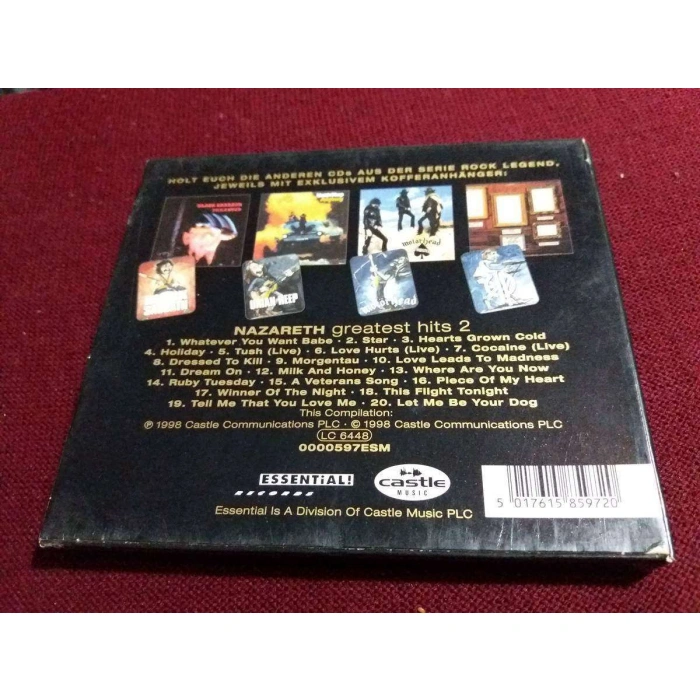 HOLT EUCH DIE ANDEREN CDs AUS DER SERIE ROCK LEGEND,
JEWEILS MIT EXKLUSIVEM KOFFERANHÄNGER:
BLACK SABBATH
PARANOID
motörhead
URIAH HEEP
NAZARETH greatest hits 2
1. Whatever You Want Babe · 2. Star · 3. Hearts Grown Cold
4. Holiday · 5. Tush (Live) · 6. Love Hurts (Live) · 7. Cocaine (Live)
8. Dressed To Kill · 9. Morgentau · 10. Love Leads To Madness
11. Dream On · 12. Milk And Honey · 13. Where Are You Now
14. Ruby Tuesday · 15. A Veterans Song · 16. Piece Of My Heart
17. Winner Of The Night · 18. This Flight Tonight
19. Tell Me That You Love Me · 20. Let Me Be Your Dog
This Compilation:
℗ 1998 Castle Communications PLC · © 1998 Castle Communications PLC
LC 6448
0000597ESM
ESSENTiAL!
RECORDS
castle
MUSIC
Essential Is A Division Of Castle Music PLC
5 017615 859720